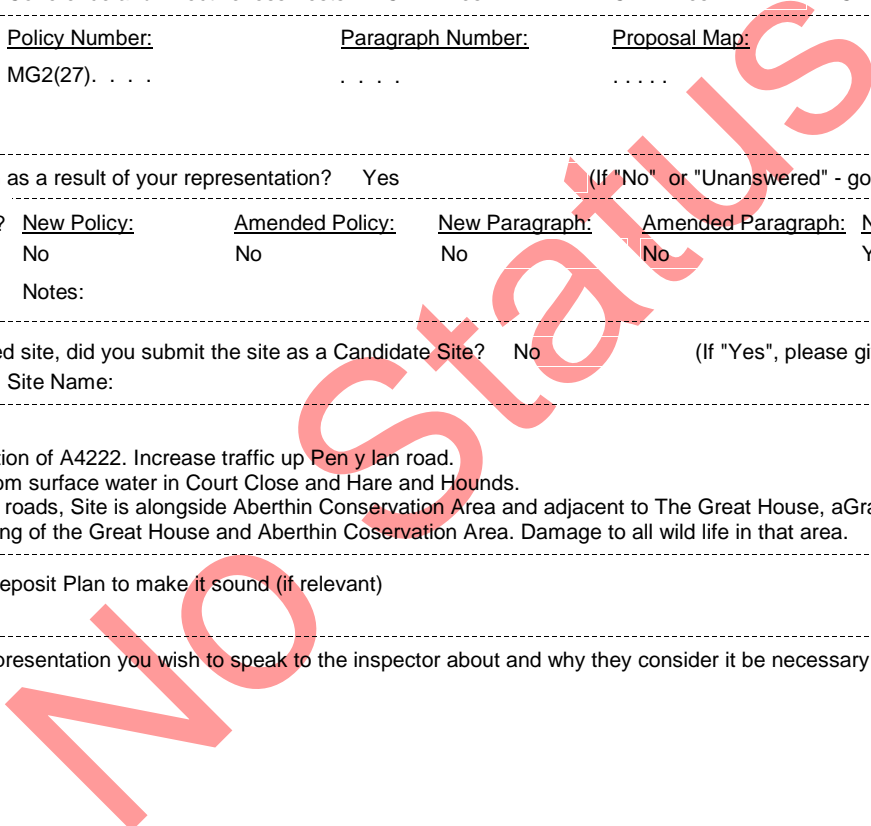 Policy Number: Paragraph Number: Proposal Map:
MG2(27). . . . . . . . . . . . .
as a result of your representation? Yes (If "No" or "Unanswered" - go
? New Policy: Amended Policy: New Paragraph: Amended Paragraph: N
No No No No Y
Notes:
ed site, did you submit the site as a Candidate Site? No (If "Yes", please gi
Site Name:
tion of A4222. Increase traffic up Pen y lan road.
om surface water in Court Close and Hare and Hounds.
roads, Site is alongside Aberthin Conservation Area and adjacent to The Great House, aGra
ng of the Great House and Aberthin Coservation Area. Damage to all wild life in that area.
eposit Plan to make it sound (if relevant)
presentation you wish to speak to the inspector about and why they consider it be necessary
No Status